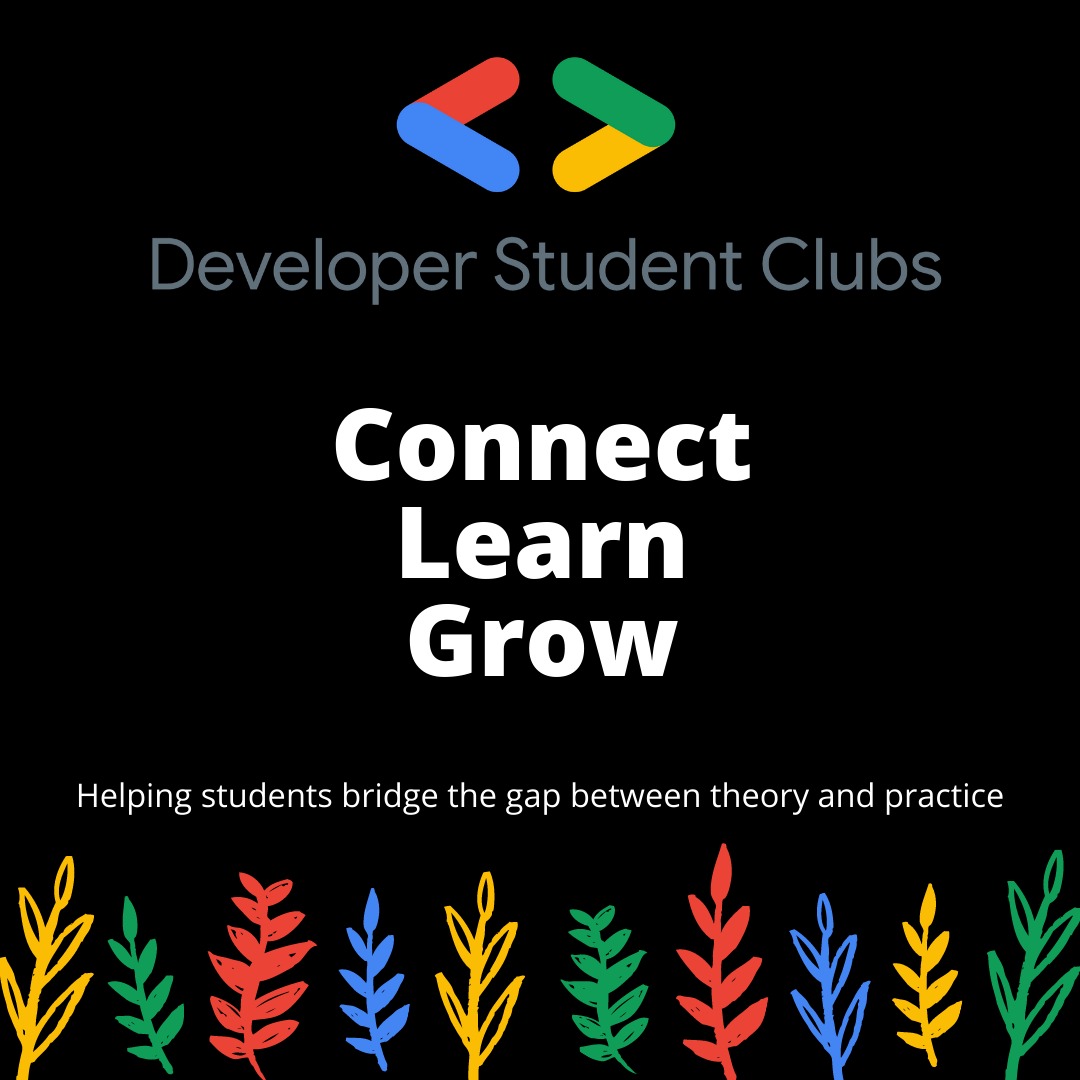 Developer Student Clubs
Connect
Learn
Grow
Helping students bridge the gap between theory and practice